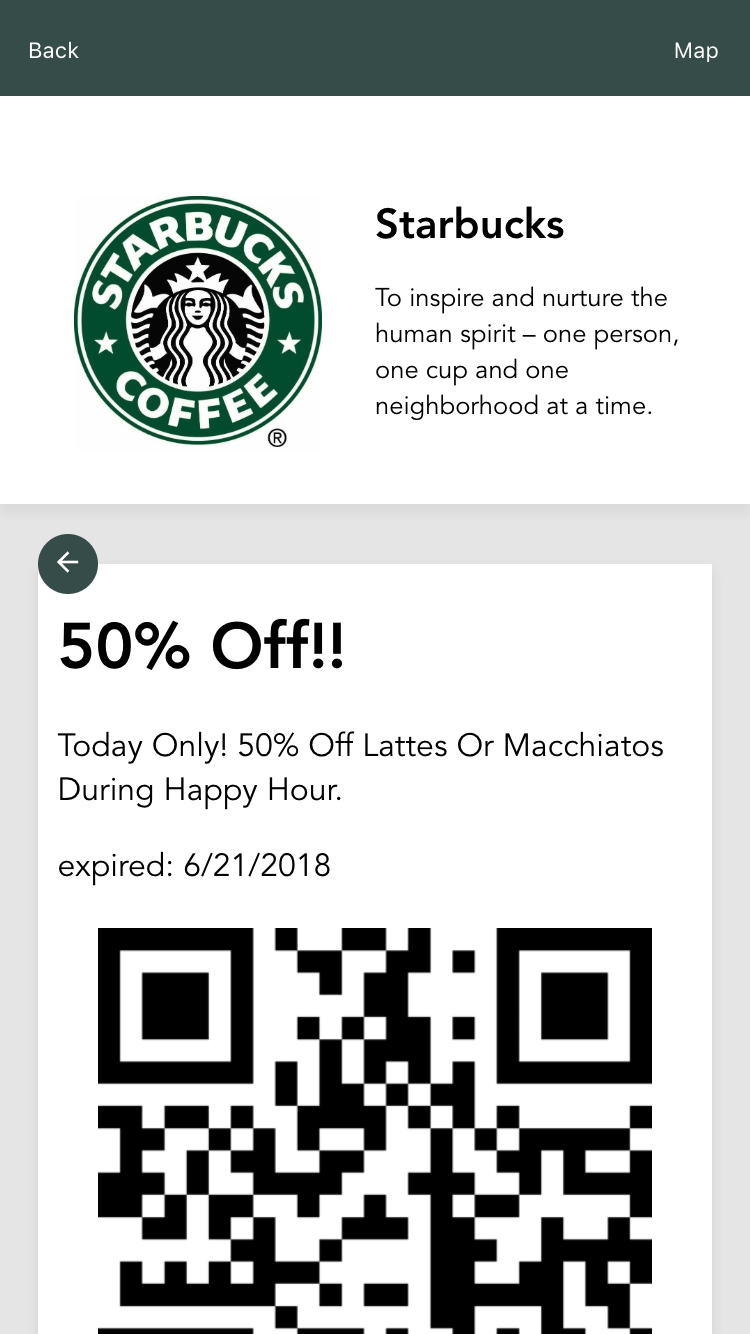 Back
Map
STARBUCKS
COFFEE
®
Starbucks
To inspire and nurture the
human spirit – one person,
one cup and one
neighborhood at a time.
50% Off!!
Today Only! 50% Off Lattes Or Macchiatos
During Happy Hour.
expired: 6/21/2018